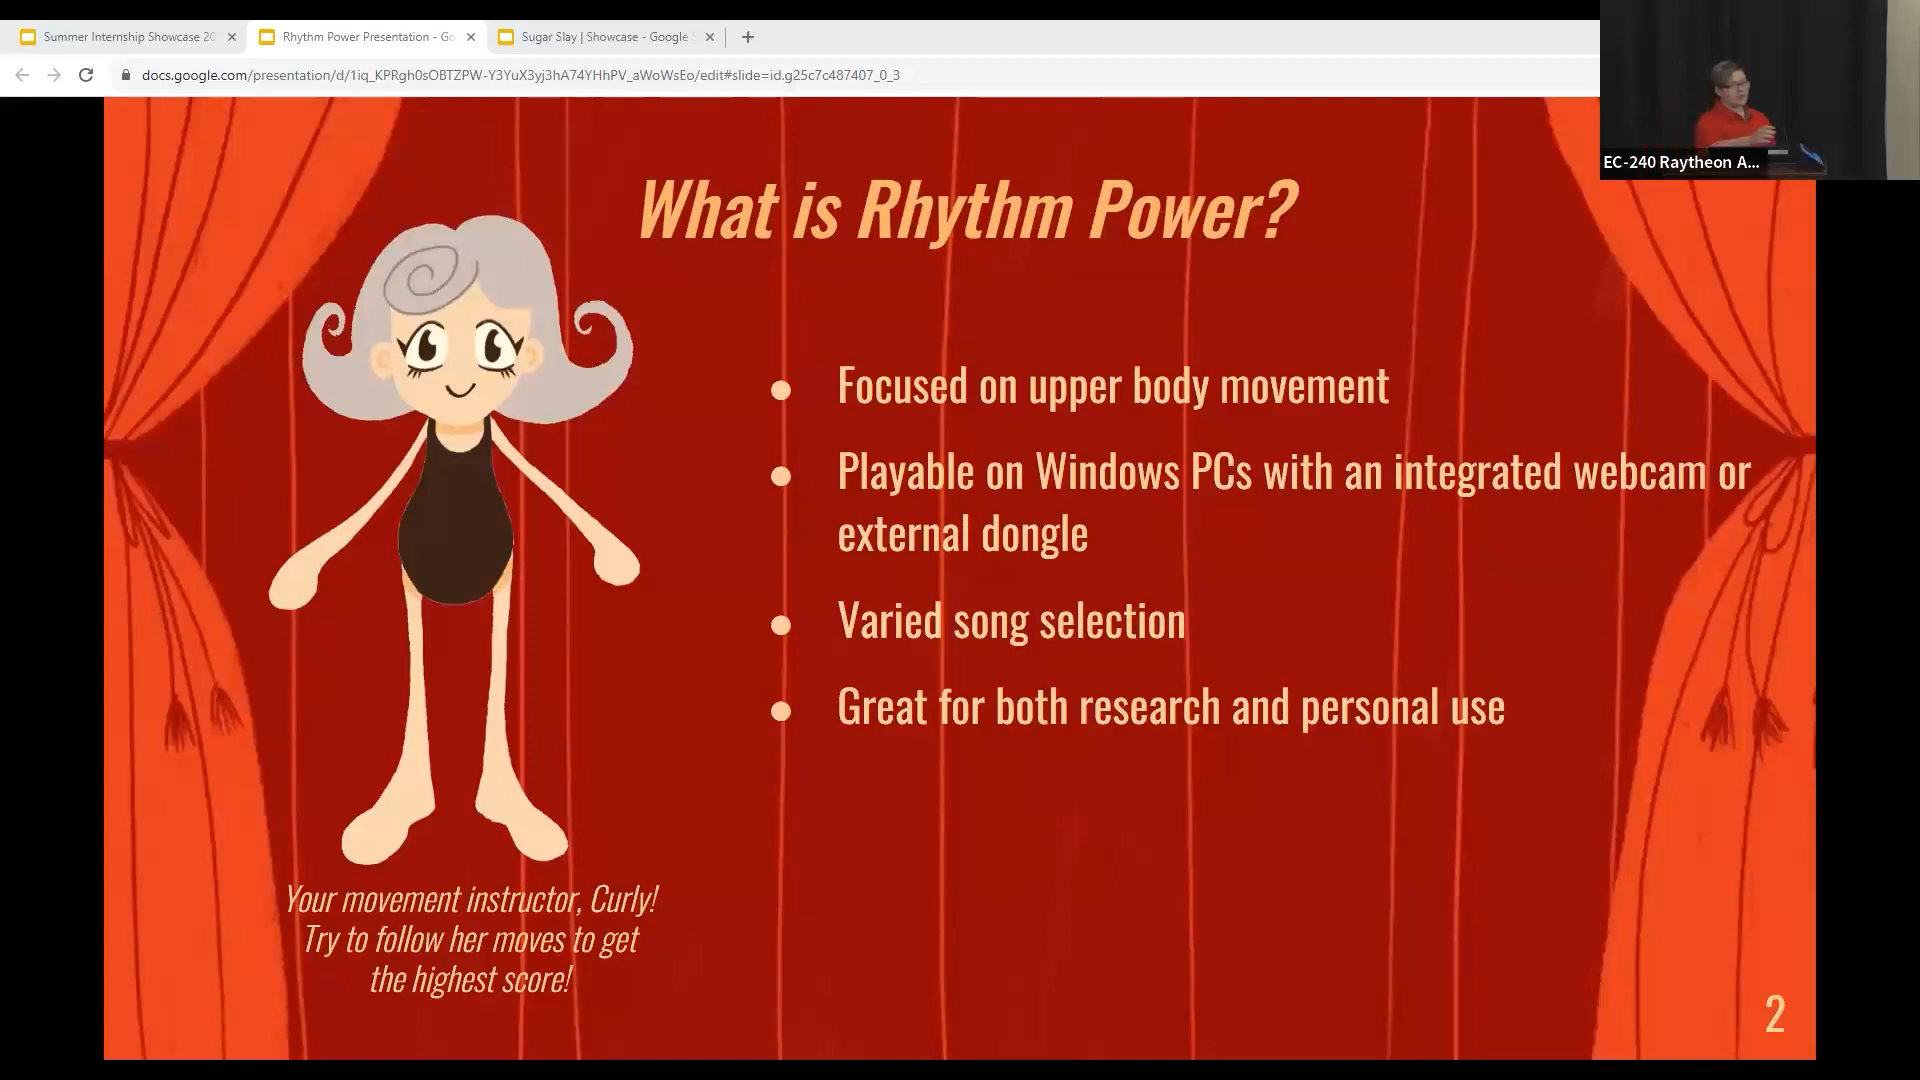 Summer Internship Showcase 20
Rhythm Power Presentation - Go
Sugar Slay | Showcase - Google S
docs.google.com/presentation/d/1iq_KPRgh0sOBTZPW-Y3YuX3yj3hA74YHhPV_aWoWsEo/edit#slide=id.g25c7c487407_0_3
EC-240 Raytheon A...
What is Rhythm Power?
● Focused on upper body movement
● Playable on Windows PCs with an integrated webcam or
external dongle
● Varied song selection
● Great for both research and personal use
Your movement instructor, Curly!
Try to follow her moves to get
the highest score!
2